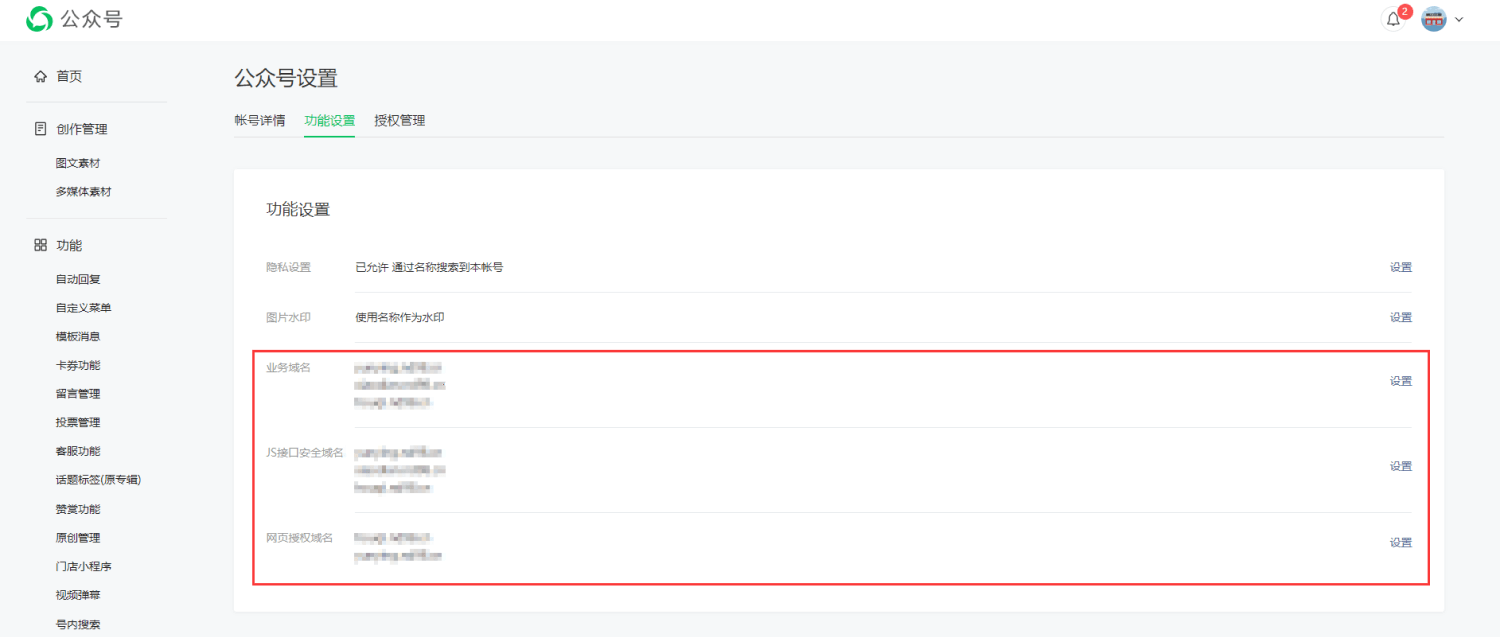 公众号
2
首页
创作管理
图文素材
多媒体素材
功能
自动回复
自定义菜单
模板消息
卡券功能
留言管理
投票管理
客服功能
话题标签(原专辑)
赞赏功能
原创管理
门店小程序
视频弹幕
号内搜索
公众号设置
帐号详情 功能设置 授权管理
功能设置
隐私设置 已允许 通过名称搜索到本帐号 设置
图片水印 使用名称作为水印 设置
业务域名 设置
JS接口安全域名 设置
网页授权域名 设置